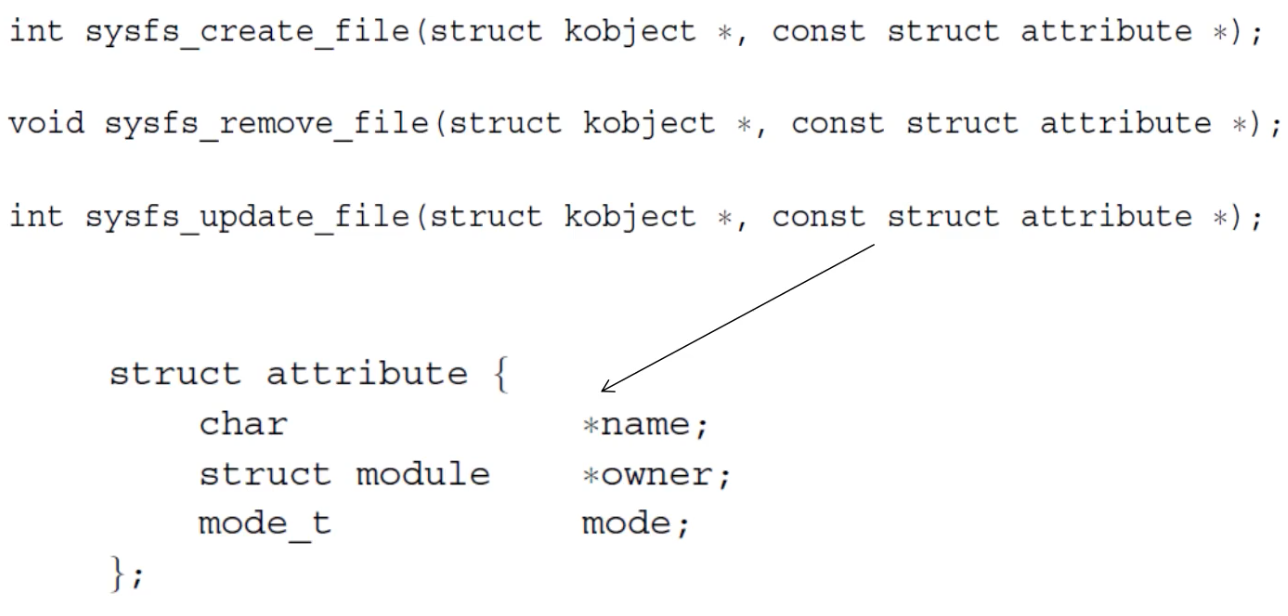 int sysfs_create_file(struct kobject *, const struct attribute *);
void sysfs_remove_file(struct kobject *, const struct attribute *);
int sysfs_update_file(struct kobject *, const struct attribute *);
struct attribute {
char *name;
struct module *owner;
mode_t mode;
};